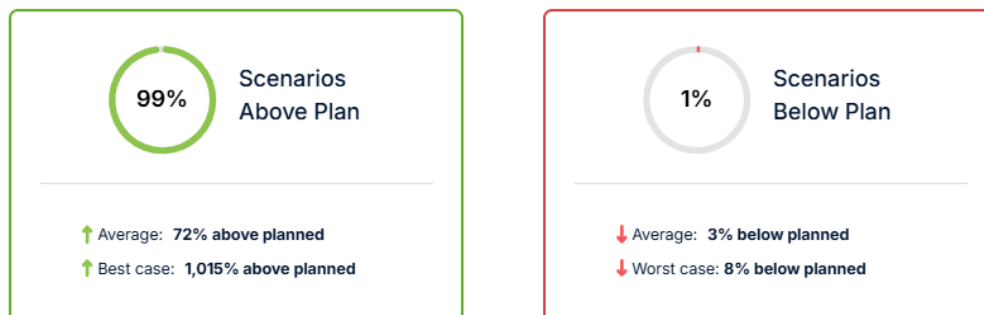 99%
Scenarios
Above Plan
Average: 72% above planned
Best case: 1,015% above planned
1%
Scenarios
Below Plan
Average: 3% below planned
Worst case: 8% below planned